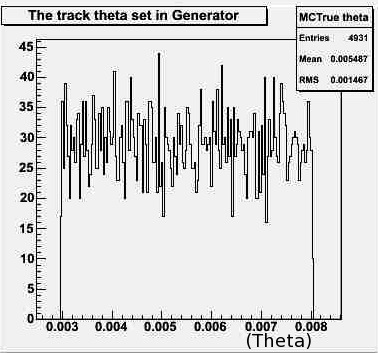 The track theta set in Generator
MCTrue theta
Entries 4931
Mean 0.005487
RMS 0.001467
45
40
35
30
25
20
15
10
5
0
0.003 0.004 0.005 0.006 0.007 0.008
(Theta)